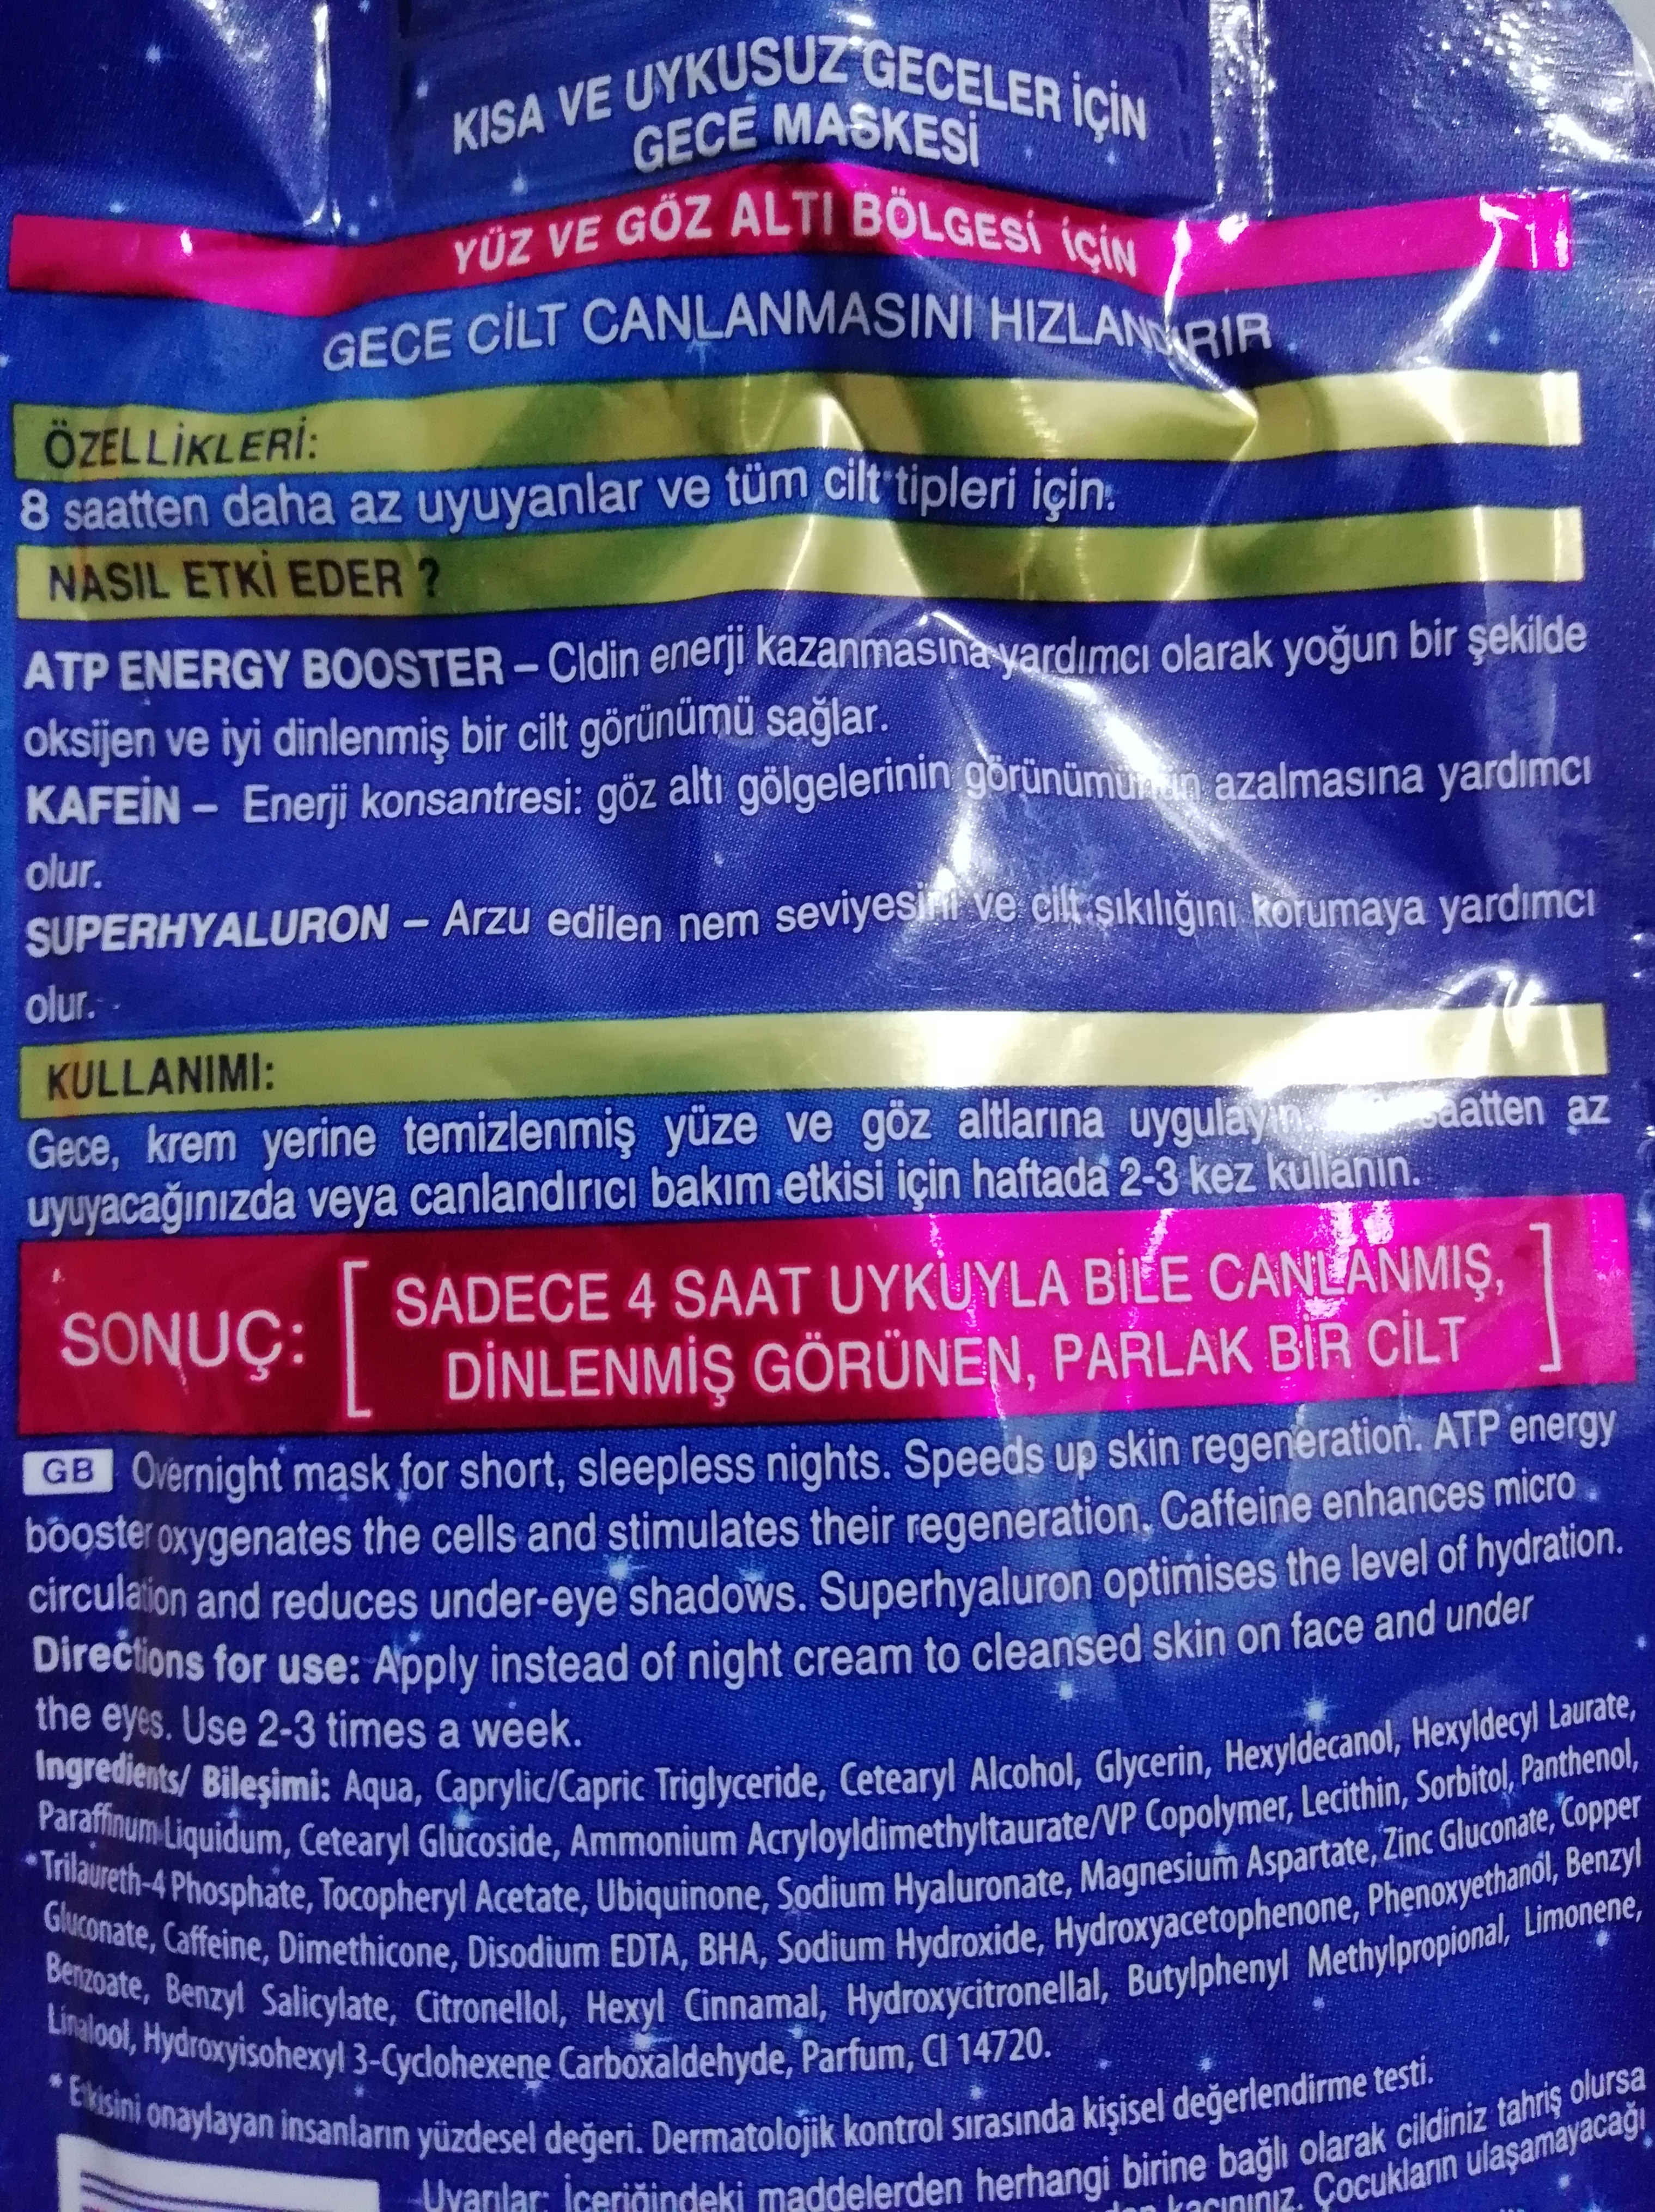 KISA VE UYKUSUZ GECELER İÇİN
GECE MASKESİ
YÜZ VE GÖZ ALTI BÖLGESİ İÇİN
GECE CİLT CANLANMASINI HIZLANDIRIR
ÖZELLİKLERİ:
8 saatten daha az uyuyanlar ve tüm cilt tipleri için.
NASIL ETKİ EDER ?
ATP ENERGY BOOSTER – Cldin enerji kazanmasına yardımcı olarak yoğun bir şekilde
oksijen ve iyi dinlenmiş bir cilt görünümü sağlar.
KAFEİN – Enerji konsantresi: göz altı gölgelerinin görünümünün azalmasına yardımcı
olur.
SUPERHYALURON – Arzu edilen nem seviyesini ve cilt sıkılığını korumaya yardımcı
olur.
KULLANIMI:
Gece, krem yerine temizlenmiş yüze ve göz altlarına uygulayın. saatten az
uyuyacağınızda veya canlandırıcı bakım etkisi için haftada 2-3 kez kullanın.
SONUÇ: [ SADECE 4 SAAT UYKUYLA BİLE CANLANMIŞ,
DİNLENMİŞ GÖRÜNEN, PARLAK BİR CİLT ]
GB Overnight mask for short, sleepless nights. Speeds up skin regeneration. ATP energy
booster oxygenates the cells and stimulates their regeneration. Caffeine enhances micro
circulation and reduces under-eye shadows. Superhyaluron optimises the level of hydration.
Directions for use: Apply instead of night cream to cleansed skin on face and under
the eyes. Use 2-3 times a week.
Ingredients/ Bileşimi: Aqua, Caprylic/Capric Triglyceride, Cetearyl Alcohol, Glycerin, Hexyldecanol, Hexyldecyl Laurate,
Paraffinum Liquidum, Cetearyl Glucoside, Ammonium Acryloyldimethyltaurate/VP Copolymer, Lecithin, Sorbitol, Panthenol,
Trilaureth-4 Phosphate, Tocopheryl Acetate, Ubiquinone, Sodium Hyaluronate, Magnesium Aspartate, Zinc Gluconate, Copper
Gluconate, Caffeine, Dimethicone, Disodium EDTA, BHA, Sodium Hydroxide, Hydroxyacetophenone, Phenoxyethanol, Benzyl
Benzoate, Benzyl Salicylate, Citronellol, Hexyl Cinnamal, Hydroxycitronellal, Butylphenyl Methylpropional, Limonene,
Linalool, Hydroxyisohexyl 3-Cyclohexene Carboxaldehyde, Parfum, CI 14720.
* Etkisini onaylayan insanların yüzdesel değeri. Dermatolojik kontrol sırasında kişisel değerlendirme testi.
Uyarılar: İçeriğindeki maddelerden herhangi birine bağlı olarak cildiniz tahriş olursa
kaçınınız. Çocukların ulaşamayacağı